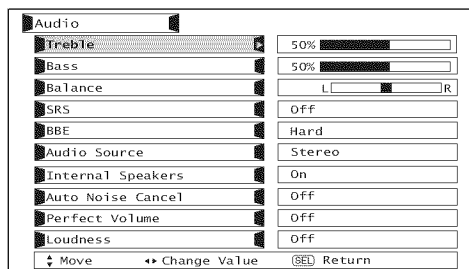 Audio
Treble 50%
Bass 50%
Balance L R
SRS Off
BBE Hard
Audio Source Stereo
Internal Speakers On
Auto Noise Cancel Off
Perfect Volume Off
Loudness Off
Move Change Value SEL Return